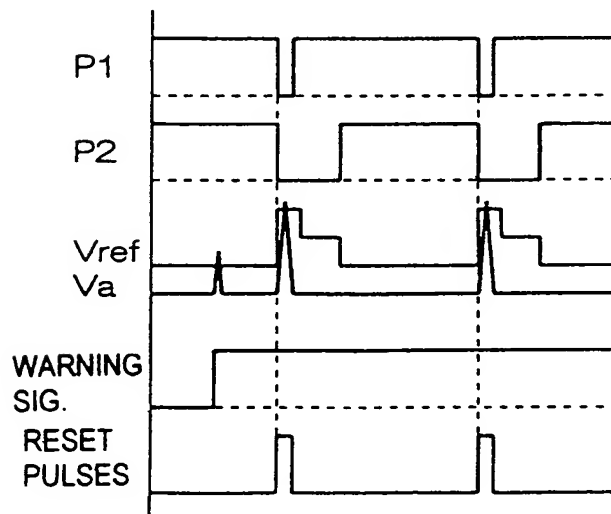 P1
P2
Vref
Va
WARNING
SIG.
RESET
PULSES